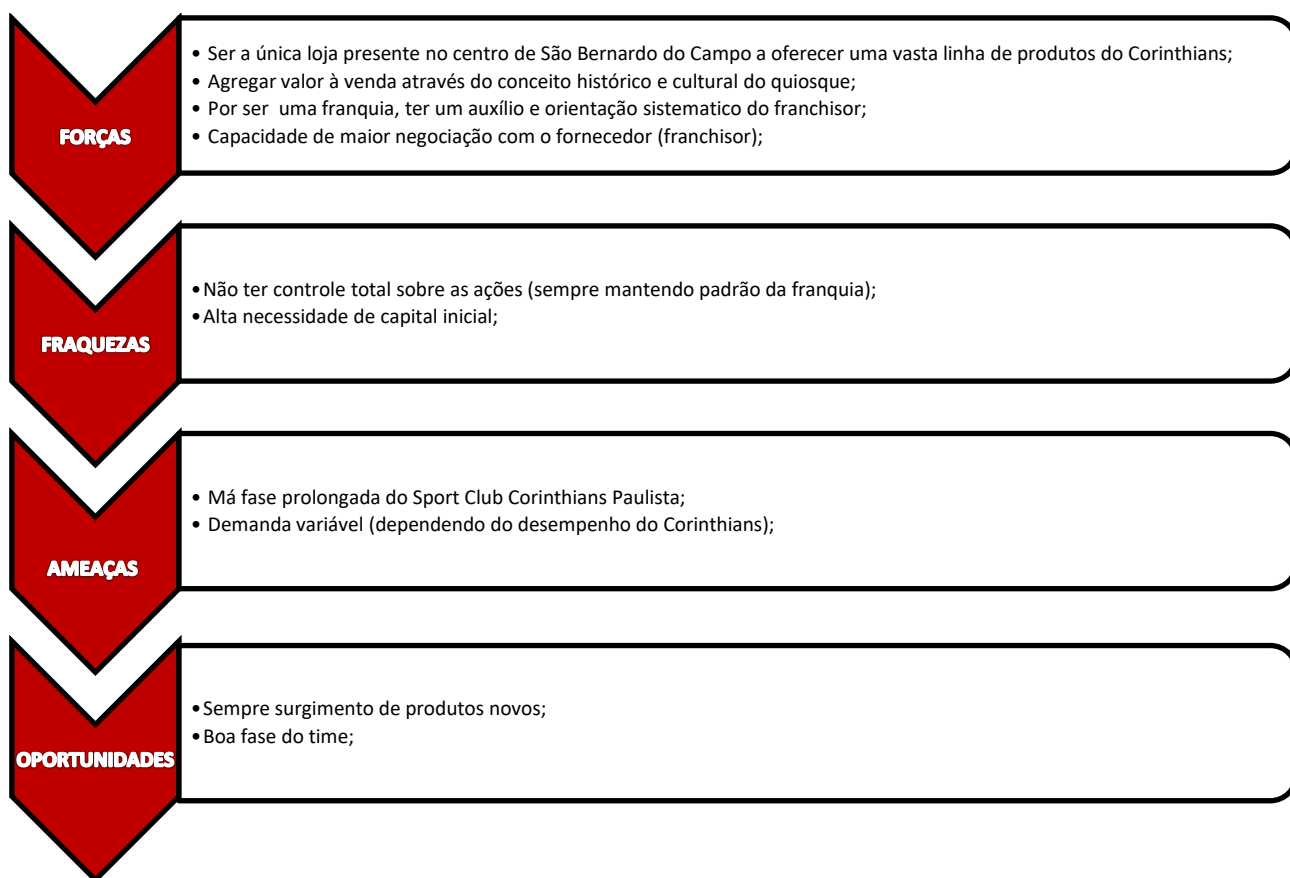 FORÇAS
• Ser a única loja presente no centro de São Bernardo do Campo a oferecer uma vasta linha de produtos do Corinthians;
• Agregar valor à venda através do conceito histórico e cultural do quiosque;
• Por ser  uma franquia, ter um auxílio e orientação sistematico do franchisor;
• Capacidade de maior negociação com o fornecedor (franchisor);
FRAQUEZAS
•Não ter controle total sobre as ações (sempre mantendo padrão da franquia);
•Alta necessidade de capital inicial;
AMEAÇAS
• Má fase prolongada do Sport Club Corinthians Paulista;
• Demanda variável (dependendo do desempenho do Corinthians);
OPORTUNIDADES
•Sempre surgimento de produtos novos;
•Boa fase do time;